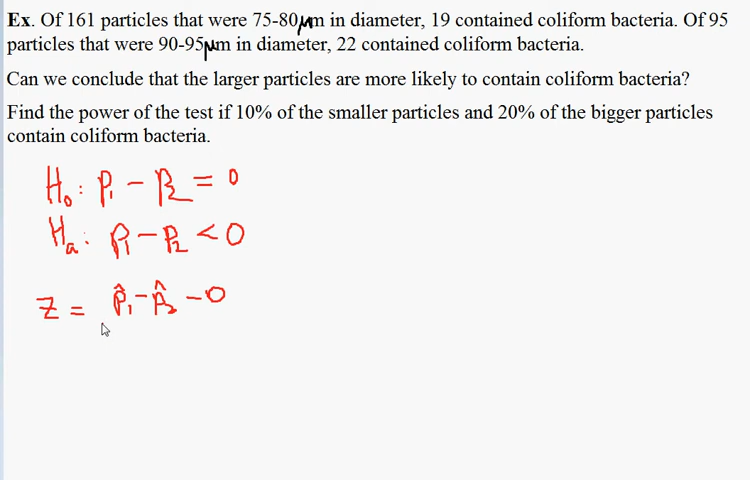 Ex. Of 161 particles that were 75-80μm in diameter, 19 contained coliform bacteria. Of 95
particles that were 90-95μm in diameter, 22 contained coliform bacteria.
Can we conclude that the larger particles are more likely to contain coliform bacteria?
Find the power of the test if 10% of the smaller particles and 20% of the bigger particles
contain coliform bacteria.
H₀: p₁ − p₂ = 0
Hₐ: p₁ − p₂ < 0
z = p̂₁ − p̂₂ − 0